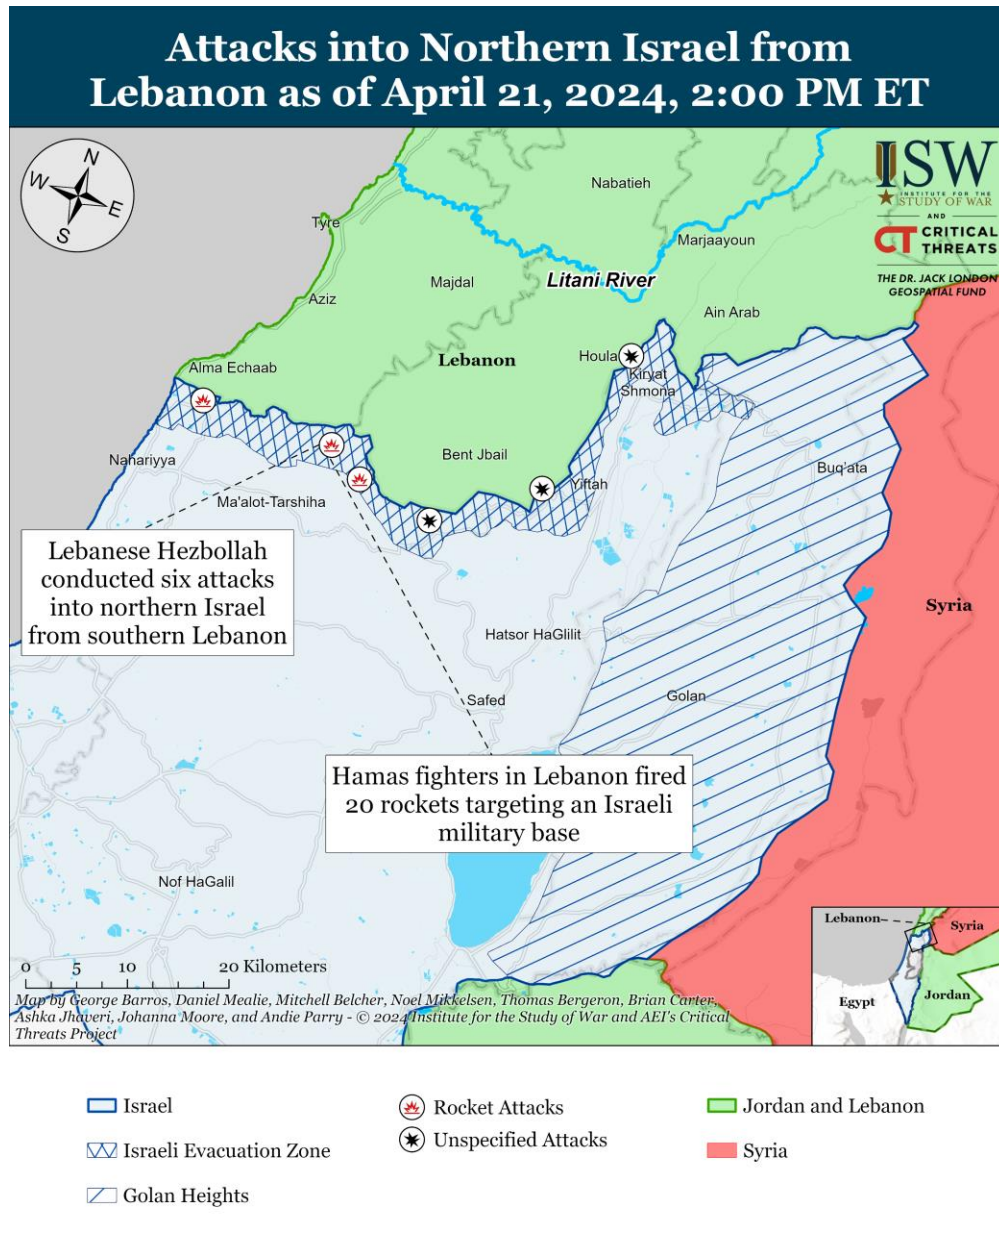 Attacks into Northern Israel from
Lebanon as of April 21, 2024, 2:00 PM ET
N
W
E
S
ISW
INSTITUTE FOR THE
STUDY OF WAR
AND
CT CRITICAL
THREATS
THE DR. JACK LONDON
GEOSPATIAL FUND
Nabatieh
Tyre
Marjaayoun
Majdal
Litani River
Aziz
Ain Arab
Lebanon
Houla
Alma Echaab
Kiryat
Shmona
Nahariyya
Bent Jbail
Buq'ata
Yiftah
Ma'alot-Tarshiha
Lebanese Hezbollah
conducted six attacks
into northern Israel
from southern Lebanon
Syria
Hatsor HaGlilit
Safed
Golan
Hamas fighters in Lebanon fired
20 rockets targeting an Israeli
military base
Nof HaGalil
Lebanon
Syria
Egypt
Jordan
0 5 10 20 Kilometers
Map by George Barros, Daniel Mealie, Mitchell Belcher, Noel Mikkelsen, Thomas Bergeron, Brian Carter,
Ashka Jhaveri, Johanna Moore, and Andie Parry - © 2024 Institute for the Study of War and AEI's Critical
Threats Project
Israel
Israeli Evacuation Zone
Golan Heights
Rocket Attacks
Unspecified Attacks
Jordan and Lebanon
Syria